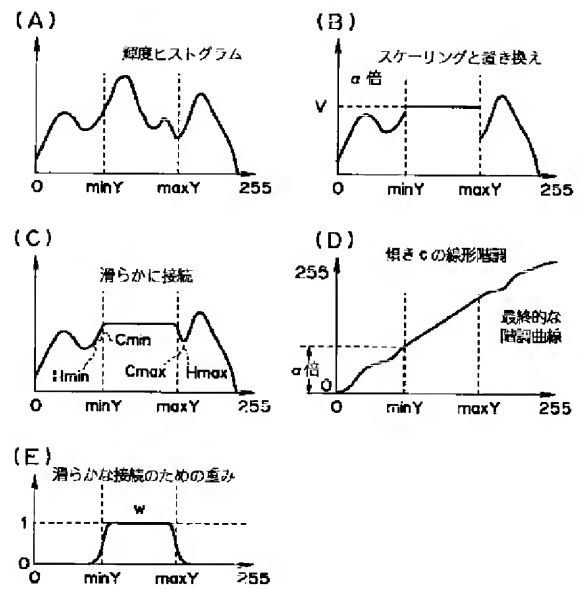 (A)
輝度ヒストグラム
0 minY maxY 255
(B)
スケーリングと置き換え
α倍
V
0 minY maxY 255
(C)
滑らかに接続
Cmin
Hmin
Cmax Hmax
0 minY maxY 255
(D)
傾きcの線形階調
255
最終的な
階調曲線
α倍
0
0 minY maxY 255
(E)
滑らかな接続のための重み
w
1
0
0 minY maxY 255